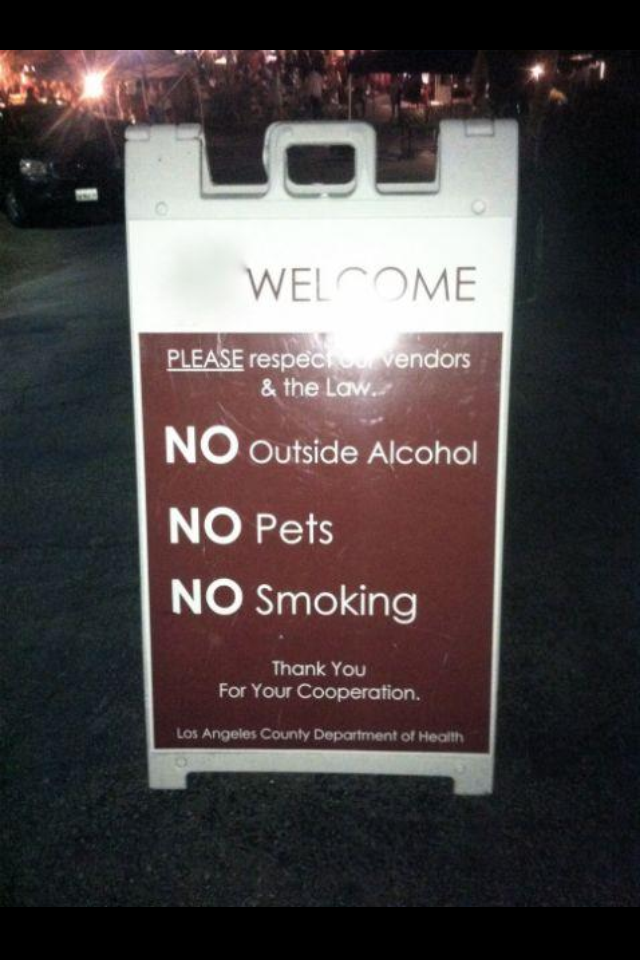 WELCOME
PLEASE respect our vendors
& the Law.
NO Outside Alcohol
NO Pets
NO Smoking
Thank You
For Your Cooperation.
Los Angeles County Department of Health